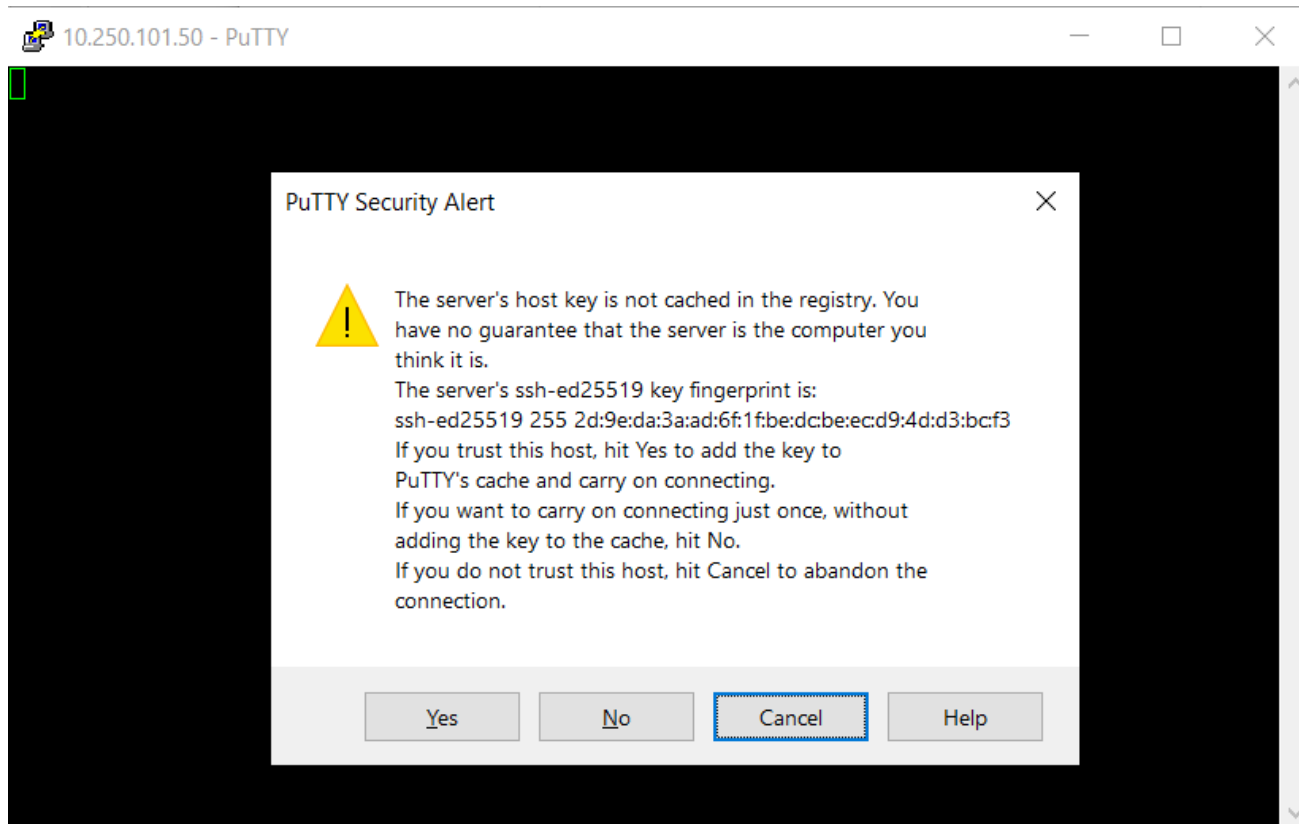 10.250.101.50 - PuTTY
PuTTY Security Alert
The server's host key is not cached in the registry. You
have no guarantee that the server is the computer you
think it is.
The server's ssh-ed25519 key fingerprint is:
ssh-ed25519 255 2d:9e:da:3a:ad:6f:1f:be:dc:be:ec:d9:4d:d3:bc:f3
If you trust this host, hit Yes to add the key to
PuTTY's cache and carry on connecting.
If you want to carry on connecting just once, without
adding the key to the cache, hit No.
If you do not trust this host, hit Cancel to abandon the
connection.
Yes No Cancel Help